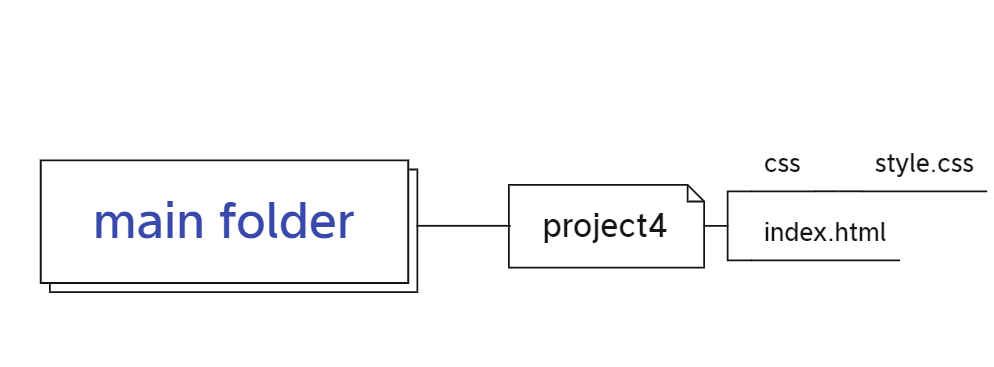 main folder
project4
css
style.css
index.html